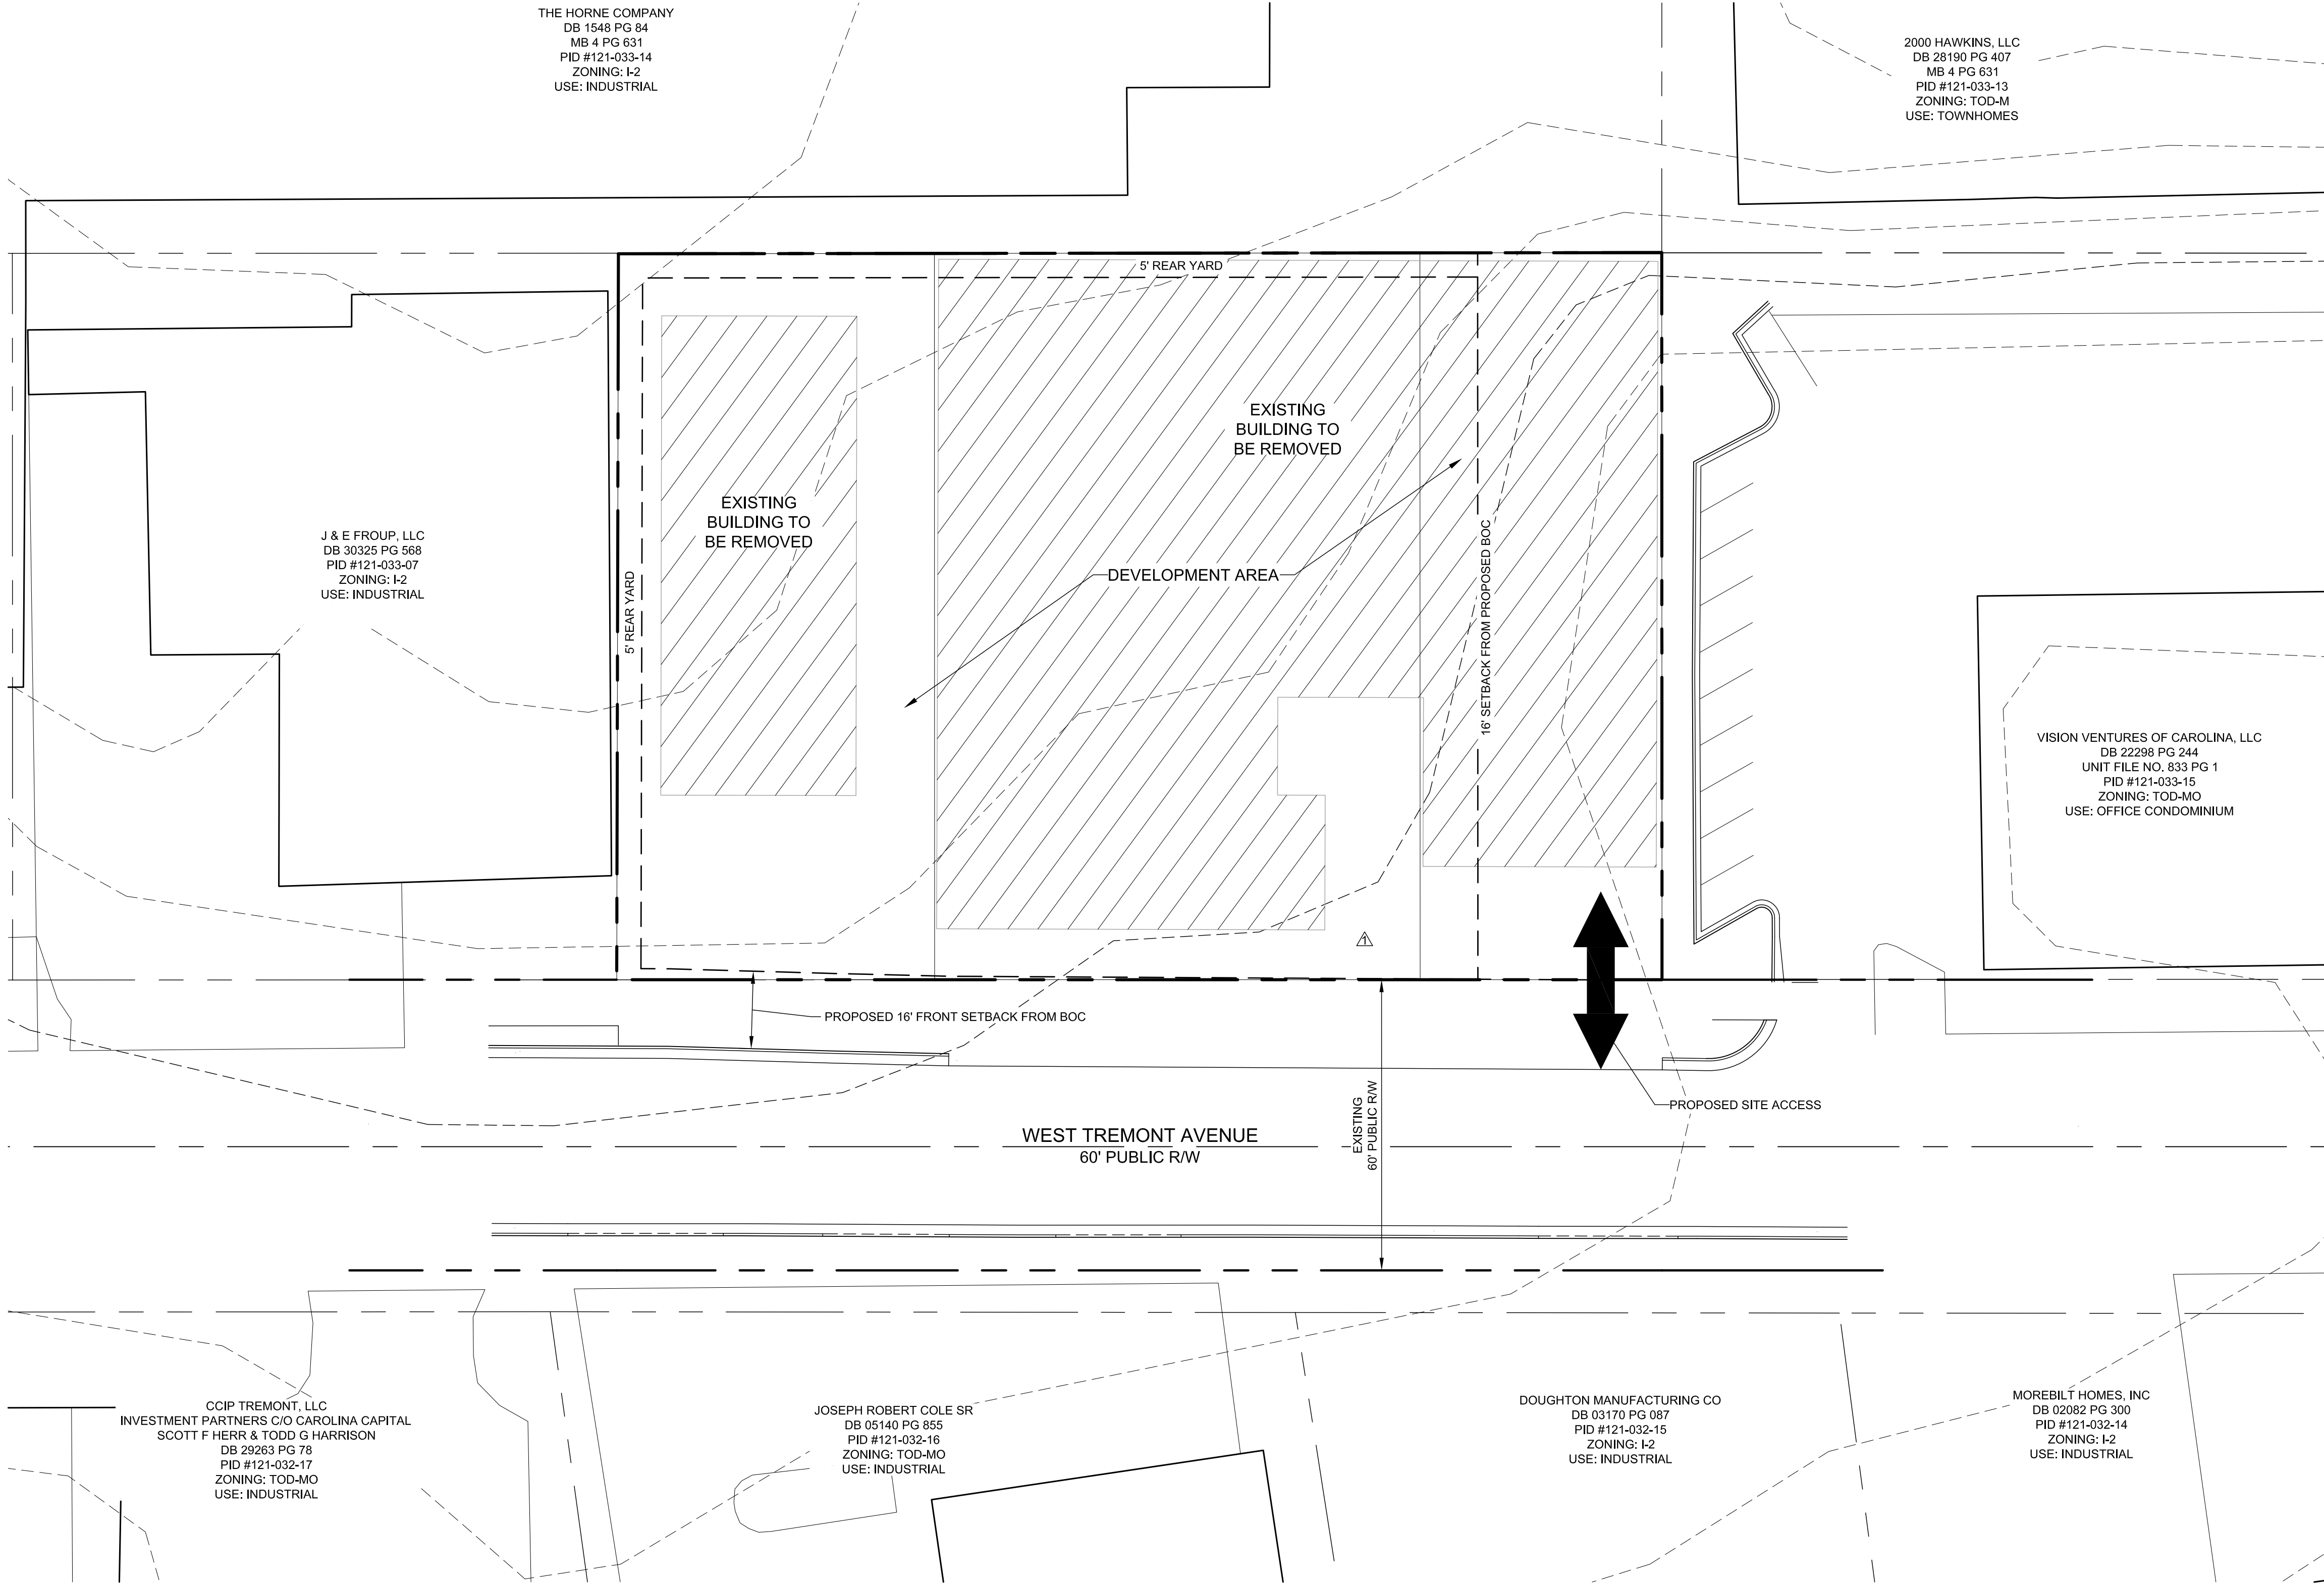 THE HORNE COMPANY
DB 1548 PG 84
MB 4 PG 631
PID #121-033-14
ZONING: I-2
USE: INDUSTRIAL
2000 HAWKINS, LLC
DB 28190 PG 407
MB 4 PG 631
PID #121-033-13
ZONING: TOD-M
USE: TOWNHOMES
5' REAR YARD
EXISTING
BUILDING TO
BE REMOVED
EXISTING
BUILDING TO
BE REMOVED
J & E FROUP, LLC
DB 30325 PG 568
PID #121-033-07
ZONING: I-2
USE: INDUSTRIAL
5' REAR YARD
DEVELOPMENT AREA
16' SETBACK FROM PROPOSED BOC
VISION VENTURES OF CAROLINA, LLC
DB 22298 PG 244
UNIT FILE NO. 833 PG 1
PID #121-033-15
ZONING: TOD-MO
USE: OFFICE CONDOMINIUM
1
PROPOSED 16' FRONT SETBACK FROM BOC
EXISTING
60' PUBLIC R/W
PROPOSED SITE ACCESS
WEST TREMONT AVENUE
60' PUBLIC R/W
CCIP TREMONT, LLC
INVESTMENT PARTNERS C/O CAROLINA CAPITAL
SCOTT F HERR & TODD G HARRISON
DB 29263 PG 78
PID #121-032-17
ZONING: TOD-MO
USE: INDUSTRIAL
JOSEPH ROBERT COLE SR
DB 05140 PG 855
PID #121-032-16
ZONING: TOD-MO
USE: INDUSTRIAL
DOUGHTON MANUFACTURING CO
DB 03170 PG 087
PID #121-032-15
ZONING: I-2
USE: INDUSTRIAL
MOREBILT HOMES, INC
DB 02082 PG 300
PID #121-032-14
ZONING: I-2
USE: INDUSTRIAL